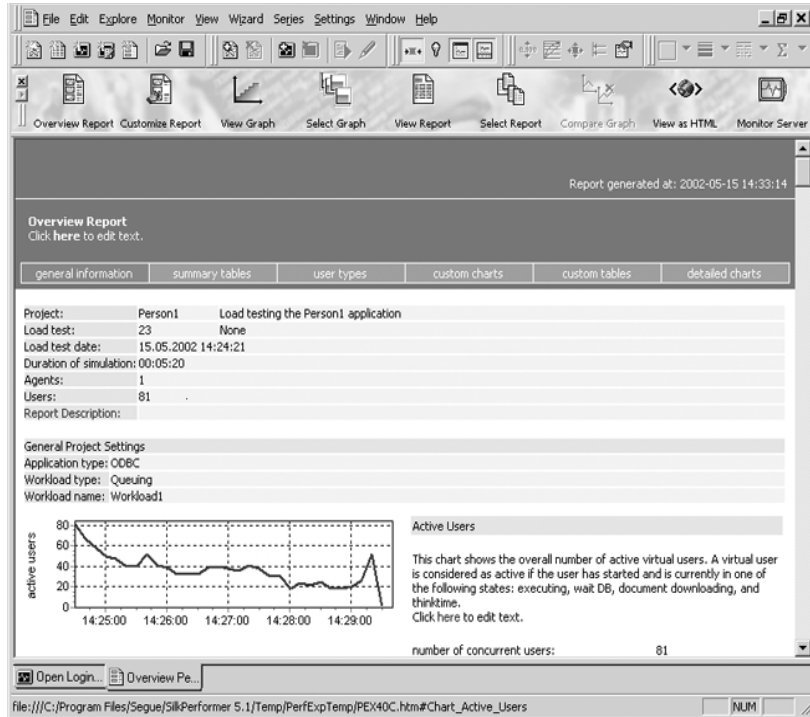 File Edit Explore Monitor View Wizard Series Settings Window Help
Overview Report Customize Report View Graph Select Graph View Report Select Report Compare Graph View as HTML Monitor Server
Report generated at: 2002-05-15 14:33:14
Overview Report
Click here to edit text.
general information summary tables user types custom charts custom tables detailed charts
Project: Person1 Load testing the Person1 application
Load test: 23 None
Load test date: 15.05.2002 14:24:21
Duration of simulation: 00:05:20
Agents: 1
Users: 81
Report Description:
General Project Settings
Application type: ODBC
Workload type: Queuing
Workload name: Workload1
active users
80
60
40
20
0
14:25:00 14:26:00 14:27:00 14:28:00 14:29:00
Active Users
This chart shows the overall number of active virtual users. A virtual user
is considered as active if the user has started and is currently in one of
the following states: executing, wait DB, document downloading, and
thinktime.
Click here to edit text.
number of concurrent users: 81
Open Login... Overview Pe...
file:///C:/Program Files/Segue/SilkPerformer 5.1/Temp/PerfExpTemp/PEX40C.htm#Chart_Active_Users NUM